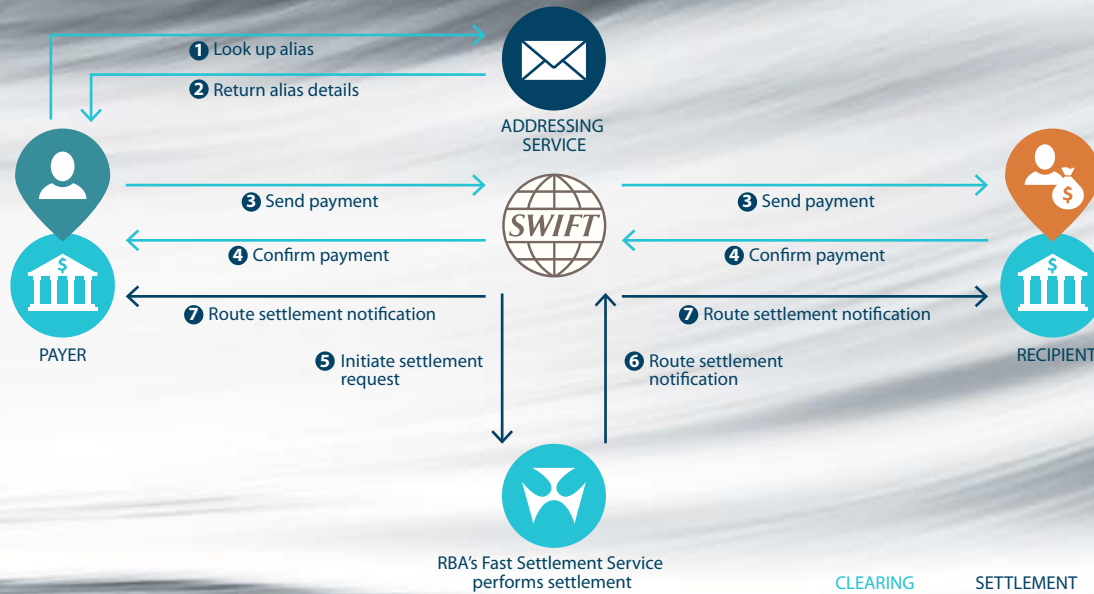 1 Look up alias
2 Return alias details
ADDRESSING
SERVICE
3 Send payment
SWIFT
3 Send payment
4 Confirm payment
4 Confirm payment
$
$
$
7 Route settlement notification
7 Route settlement notification
PAYER
5 Initiate settlement
request
6 Route settlement
notification
RECIPIENT
RBA's Fast Settlement Service
performs settlement
CLEARING
SETTLEMENT